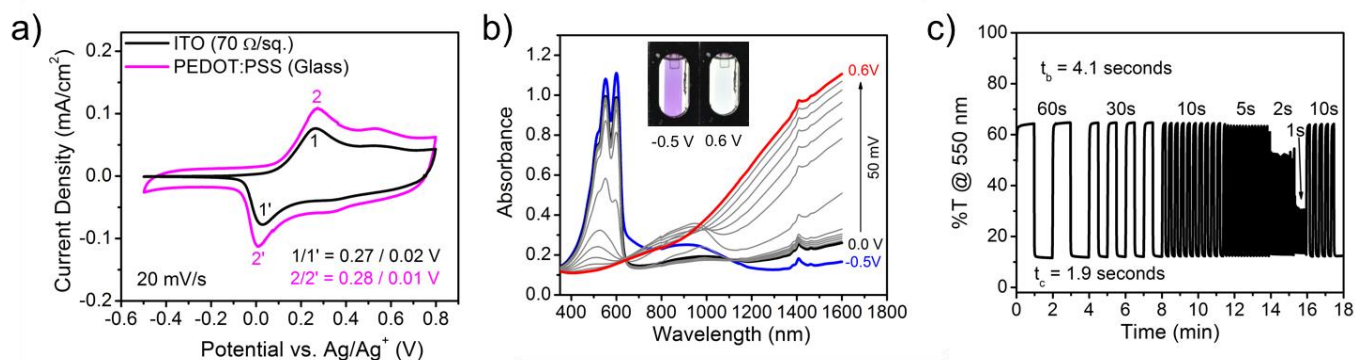 a)
ITO (70 Ω/sq.)
PEDOT:PSS (Glass)
0.2
0.1
0.0
-0.1
-0.2
2
1
1'
2'
1/1' = 0.27 / 0.02 V
2/2' = 0.28 / 0.01 V
20 mV/s
-0.6 -0.4 -0.2 0.0 0.2 0.4 0.6 0.8
Current Density (mA/cm²)
Potential vs. Ag/Ag⁺ (V)
b)
1.2
1.1
1.0
0.8
0.6
0.4
0.2
0.0
-0.5 V 0.6 V
0.6V
50 mV
0.0 V
-0.5V
400 600 800 1000 1200 1400 1600 1800
Absorbance
Wavelength (nm)
c)
100
90
80
70
60
50
40
30
20
10
0
t_b = 4.1 seconds
60s 30s 10s 5s 2s 10s
1s
t_c = 1.9 seconds
0 2 4 6 8 10 12 14 16 18
%T @ 550 nm
Time (min)